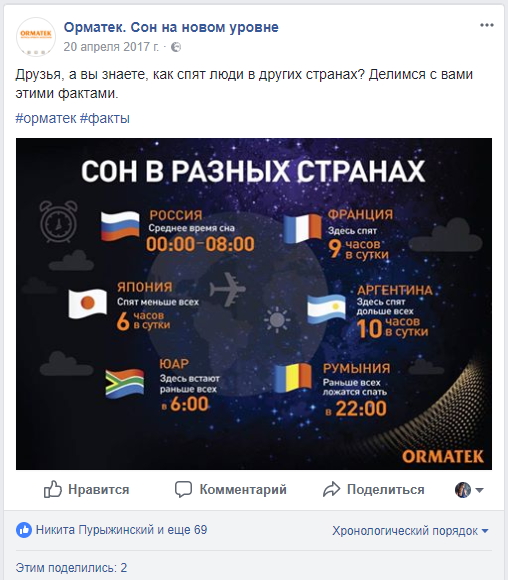 ORMATEK
Орматек. Сон на новом уровне
20 апреля 2017 г. ·
Друзья, а вы знаете, как спят люди в других странах? Делимся с вами
этими фактами.
#орматек #факты
СОН В РАЗНЫХ СТРАНАХ
РОССИЯ
Среднее время сна
00:00–08:00
ФРАНЦИЯ
Здесь спят
9 часов
в сутки
ЯПОНИЯ
Спят меньше всех
6 часов
в сутки
АРГЕНТИНА
Здесь спят
дольше всех
10 часов
в сутки
ЮАР
Здесь встают
раньше всех
в 6:00
РУМЫНИЯ
Раньше всех
ложатся спать
в 22:00
ORMATEK
Нравится
Комментарий
Поделиться
Никита Пурыжинский и еще 69
Хронологический порядок
Этим поделились: 2